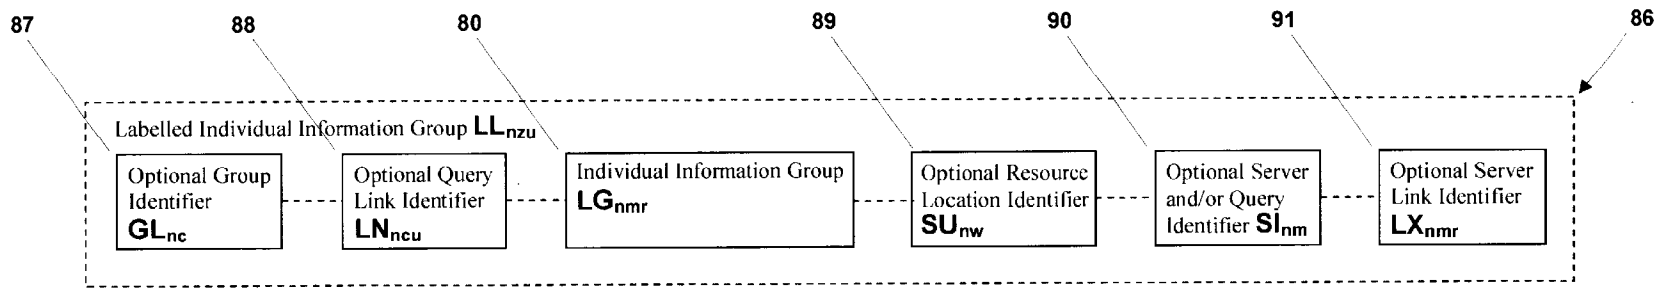 87 88 80 89 90 91 86
Labelled Individual Information Group LLnzu
Optional Group
Identifier
GLnc
Optional Query
Link Identifier
LNncu
Individual Information Group
LGnmr
Optional Resource
Location Identifier
SUnw
Optional Server
and/or Query
Identifier SInm
Optional Server
Link Identifier
LXnmr